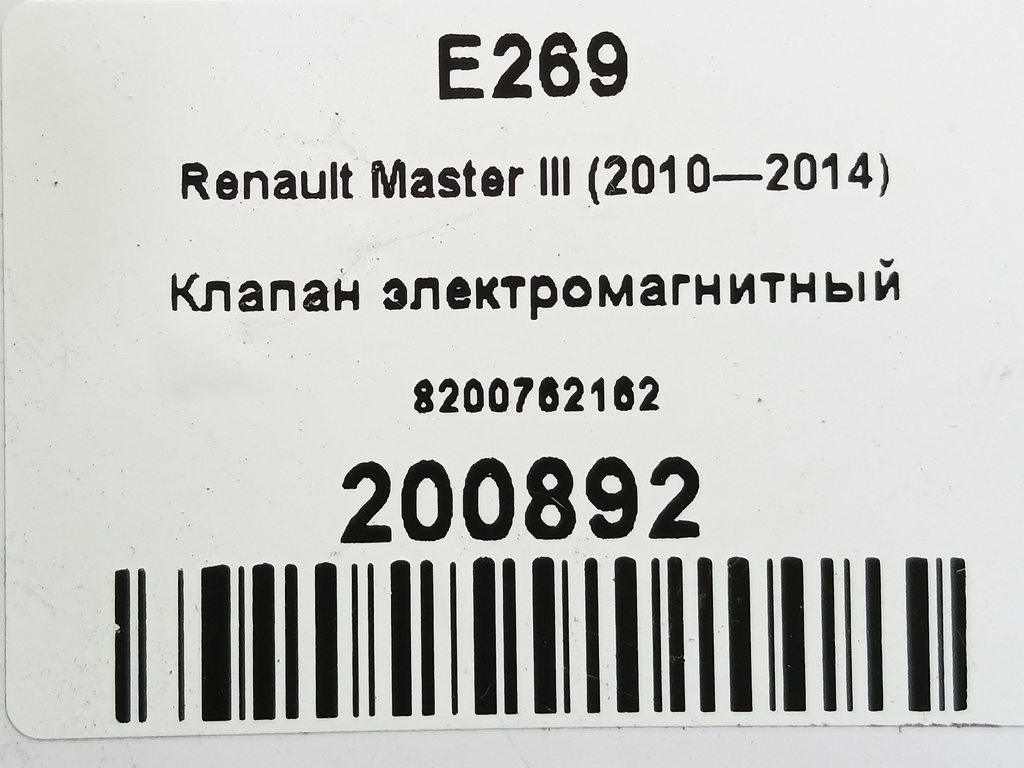 E269
Renault Master III (2010—2014)
Клапан электромагнитный
8200762162
200892